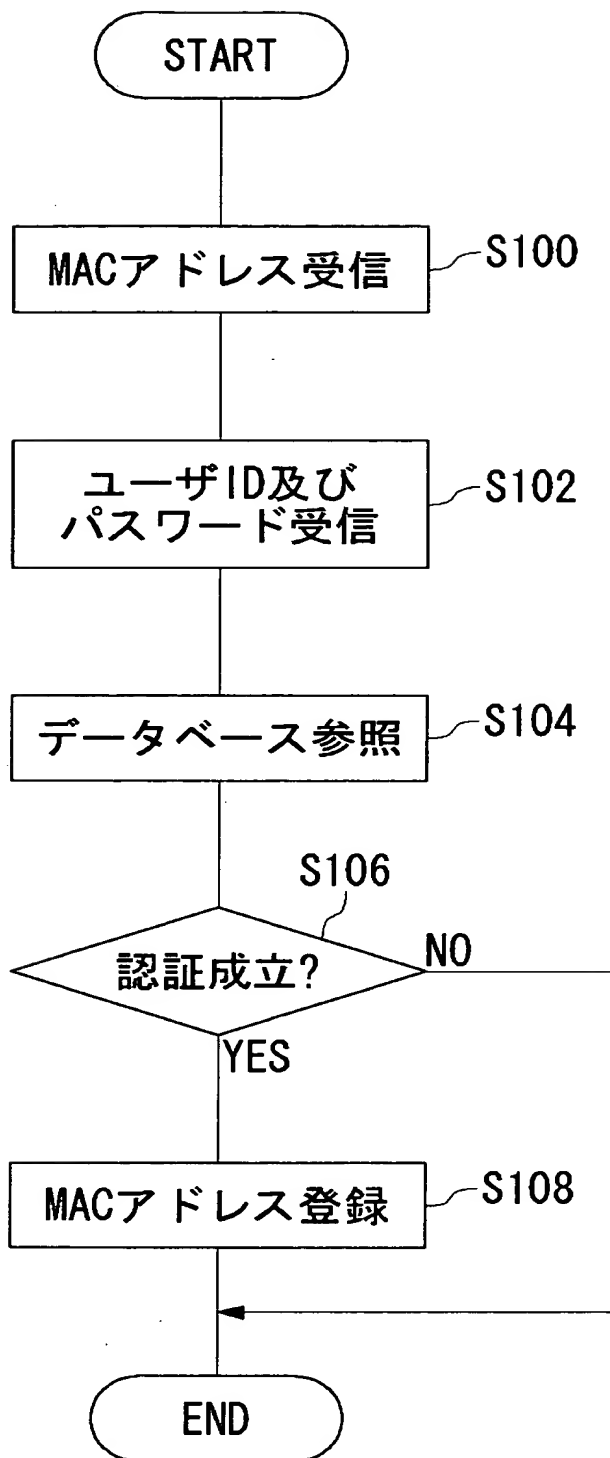 START
MACアドレス受信
S100
ユーザID及び
パスワード受信
S102
データベース参照
S104
S106
認証成立?
NO
YES
MACアドレス登録
S108
END